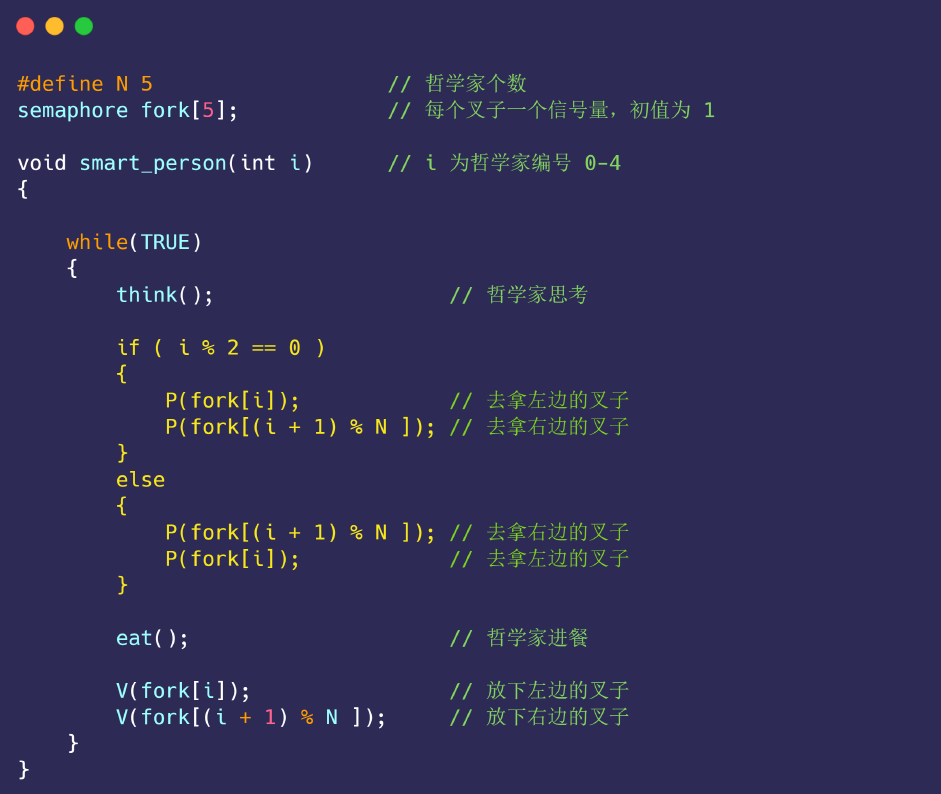 #define N 5                   // 哲学家个数
semaphore fork[5];            // 每个叉子一个信号量，初值为 1
void smart_person(int i)      // i 为哲学家编号 0-4
{
    while(TRUE)
    {
        think();                   // 哲学家思考
        if ( i % 2 == 0 )
        {
            P(fork[i]);            // 去拿左边的叉子
            P(fork[(i + 1) % N ]); // 去拿右边的叉子
        }
        else
        {
            P(fork[(i + 1) % N ]); // 去拿右边的叉子
            P(fork[i]);            // 去拿左边的叉子
        }
        eat();                     // 哲学家进餐
        V(fork[i]);                // 放下左边的叉子
        V(fork[(i + 1) % N ]);     // 放下右边的叉子
    }
}